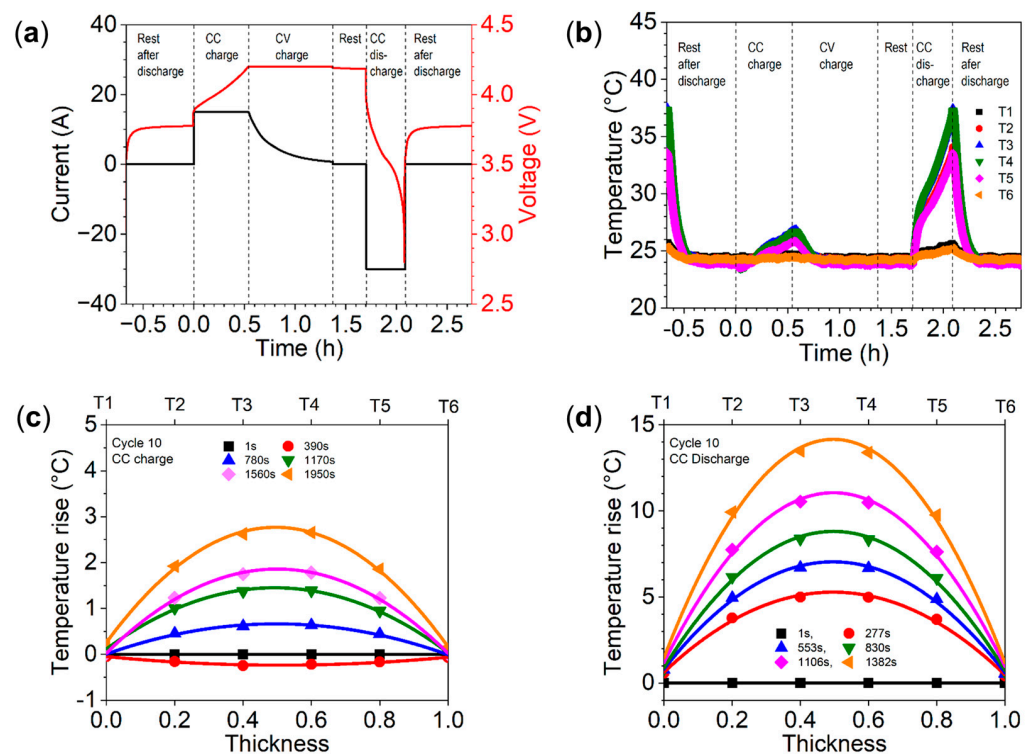 (a)
Current (A)
40
20
0
−20
−40
Rest
afer
discharge
CC
charge
CV
charge
Rest
CC
dis-
charge
Rest
afer
discharge
4.5
4.0
3.5
3.0
2.5
Voltage (V)
−0.5 0.0 0.5 1.0 1.5 2.0
Time (h)
(b)
Temperature (°C)
45
40
35
30
25
20
Rest
afer
discharge
CC
charge
CV
charge
Rest
CC
dis-
charge
Rest
afer
discharge
T1
T2
T3
T4
T5
T6
-0.5 0.0 0.5 1.0 1.5 2.0 2.5
Time (h)
(c)
T1 T2 T3 T4 T5 T6
Temperature rise (°C)
5
4
3
2
1
0
-1
Cycle 10
CC charge
1s 390s
780s 1170s
1560s 1950s
0.0 0.2 0.4 0.6 0.8 1.0
Thickness
(d)
T1 T2 T3 T4 T5 T6
Temperature rise (°C)
15
10
5
0
Cycle 10
CC Discharge
1s, 277s
553s, 830s
1106s, 1382s
0.0 0.2 0.4 0.6 0.8 1.0
Thickness